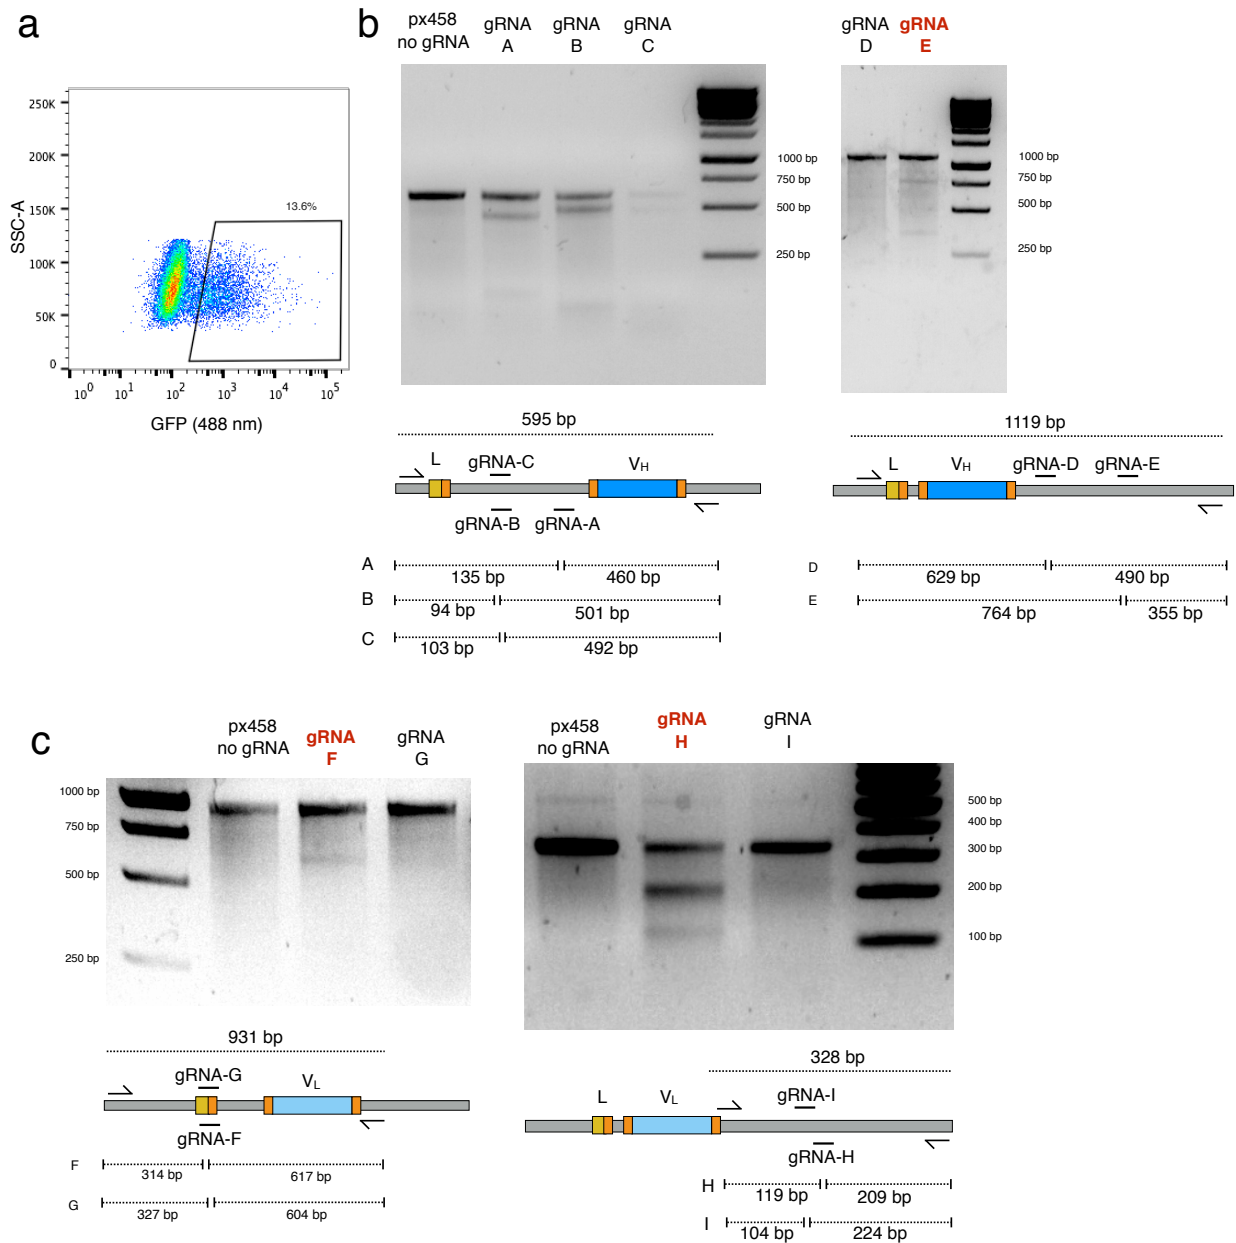 a
250K
200K
150K
100K
50K
0
SSC-A
13.6%
10^0 10^1 10^2 10^3 10^4 10^5
GFP (488 nm)
b
px458
no gRNA
gRNA
A
gRNA
B
gRNA
C
1000 bp
750 bp
500 bp
250 bp
gRNA
D
gRNA
E
1000 bp
750 bp
500 bp
250 bp
595 bp
L
gRNA-C
VH
gRNA-B
gRNA-A
A
135 bp
460 bp
B
94 bp
501 bp
C
103 bp
492 bp
1119 bp
L
VH
gRNA-D
gRNA-E
D
629 bp
490 bp
E
764 bp
355 bp
c
px458
no gRNA
gRNA
F
gRNA
G
1000 bp
750 bp
500 bp
250 bp
931 bp
gRNA-G
VL
gRNA-F
F
314 bp
617 bp
G
327 bp
604 bp
px458
no gRNA
gRNA
H
gRNA
I
500 bp
400 bp
300 bp
200 bp
100 bp
328 bp
L
VL
gRNA-I
gRNA-H
H
119 bp
209 bp
I
104 bp
224 bp